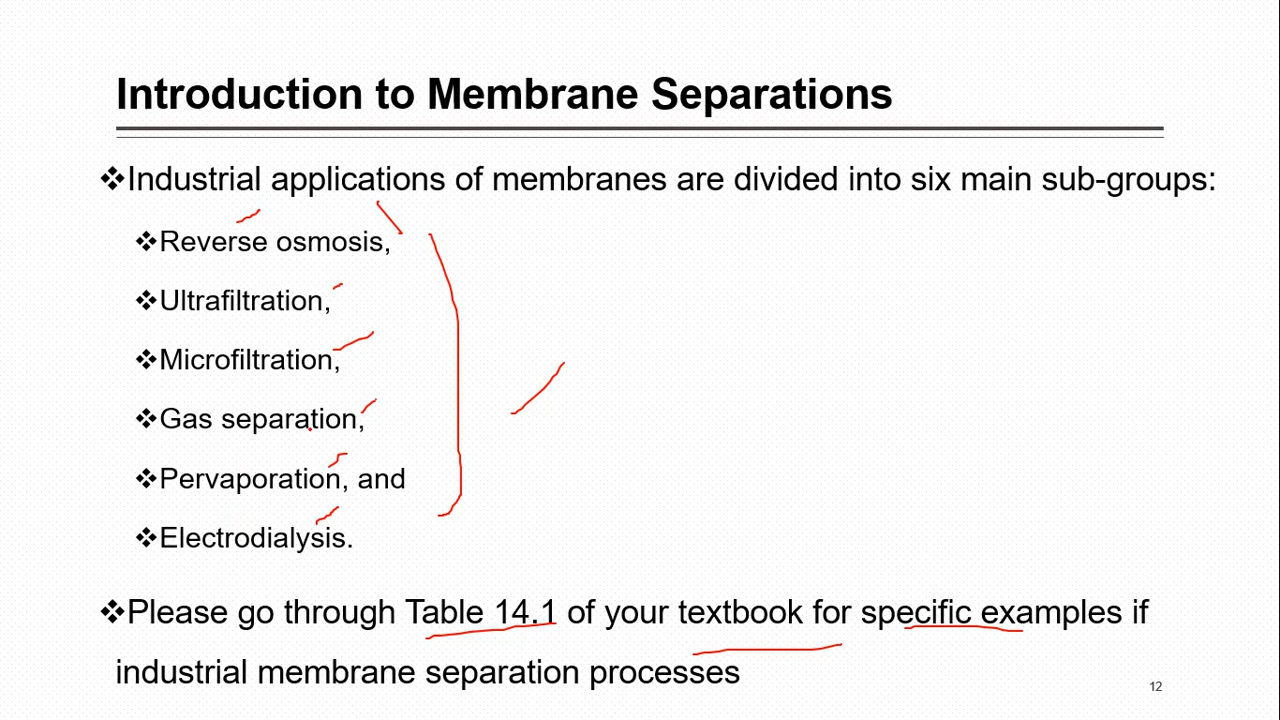 Introduction to Membrane Separations
❖Industrial applications of membranes are divided into six main sub-groups:
❖Reverse osmosis,
❖Ultrafiltration,
❖Microfiltration,
❖Gas separation,
❖Pervaporation, and
❖Electrodialysis.
❖Please go through Table 14.1 of your textbook for specific examples if
industrial membrane separation processes
12